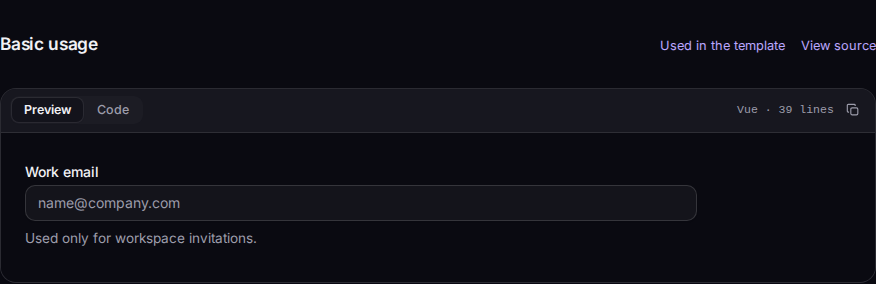 Basic usage
Used in the template View source
Preview Code
Vue · 39 lines
Work email
name@company.com
Used only for workspace invitations.